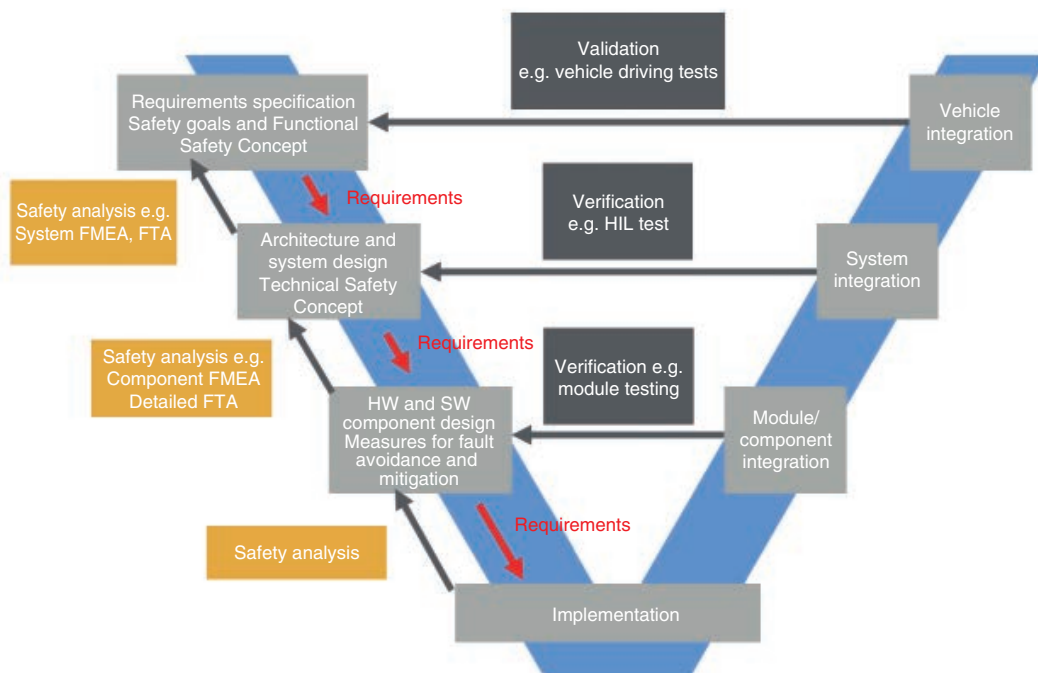 Validation
e.g. vehicle driving tests
Requirements specification
Safety goals and Functional
Safety Concept
Vehicle
integration
Requirements
Safety analysis e.g.
System FMEA, FTA
Verification
e.g. HIL test
Architecture and
system design
Technical Safety
Concept
System
integration
Requirements
Safety analysis e.g.
Component FMEA
Detailed FTA
Verification e.g.
module testing
HW and SW
component design
Measures for fault
avoidance and
mitigation
Module/
component
integration
Requirements
Safety analysis
Implementation